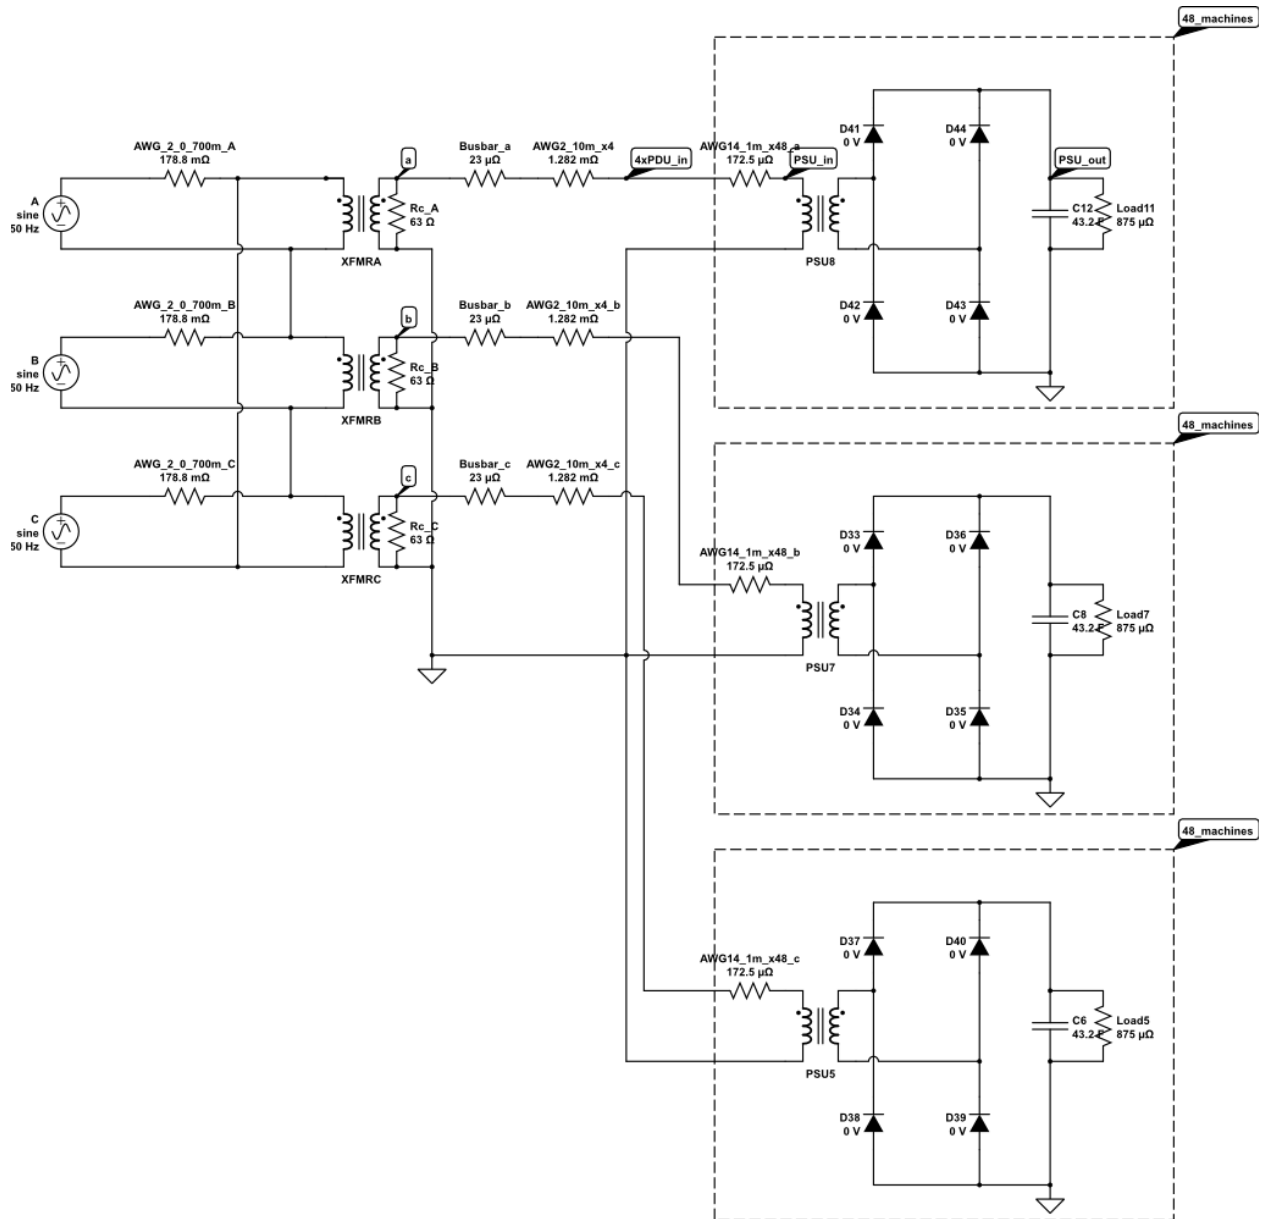 48_machines
AWG_2_0_700m_A
178.8 mΩ
A
sine
50 Hz
XFMRA
a
Rc_A
63 Ω
Busbar_a
23 µΩ
AWG2_10m_x4
1.282 mΩ
4xPDU_in
AWG14_1m_x48_a
172.5 µΩ
PSU_in
PSU8
D41
0 V
D44
0 V
D42
0 V
D43
0 V
PSU_out
C12
43.2 F
Load11
875 µΩ
AWG_2_0_700m_B
178.8 mΩ
B
sine
50 Hz
XFMRB
b
Rc_B
63 Ω
Busbar_b
23 µΩ
AWG2_10m_x4_b
1.282 mΩ
48_machines
AWG14_1m_x48_b
172.5 µΩ
PSU7
D33
0 V
D36
0 V
D34
0 V
D35
0 V
C8
43.2 F
Load7
875 µΩ
AWG_2_0_700m_C
178.8 mΩ
C
sine
50 Hz
XFMRC
c
Rc_C
63 Ω
Busbar_c
23 µΩ
AWG2_10m_x4_c
1.282 mΩ
48_machines
AWG14_1m_x48_c
172.5 µΩ
PSU5
D37
0 V
D40
0 V
D38
0 V
D39
0 V
C6
43.2 F
Load5
875 µΩ